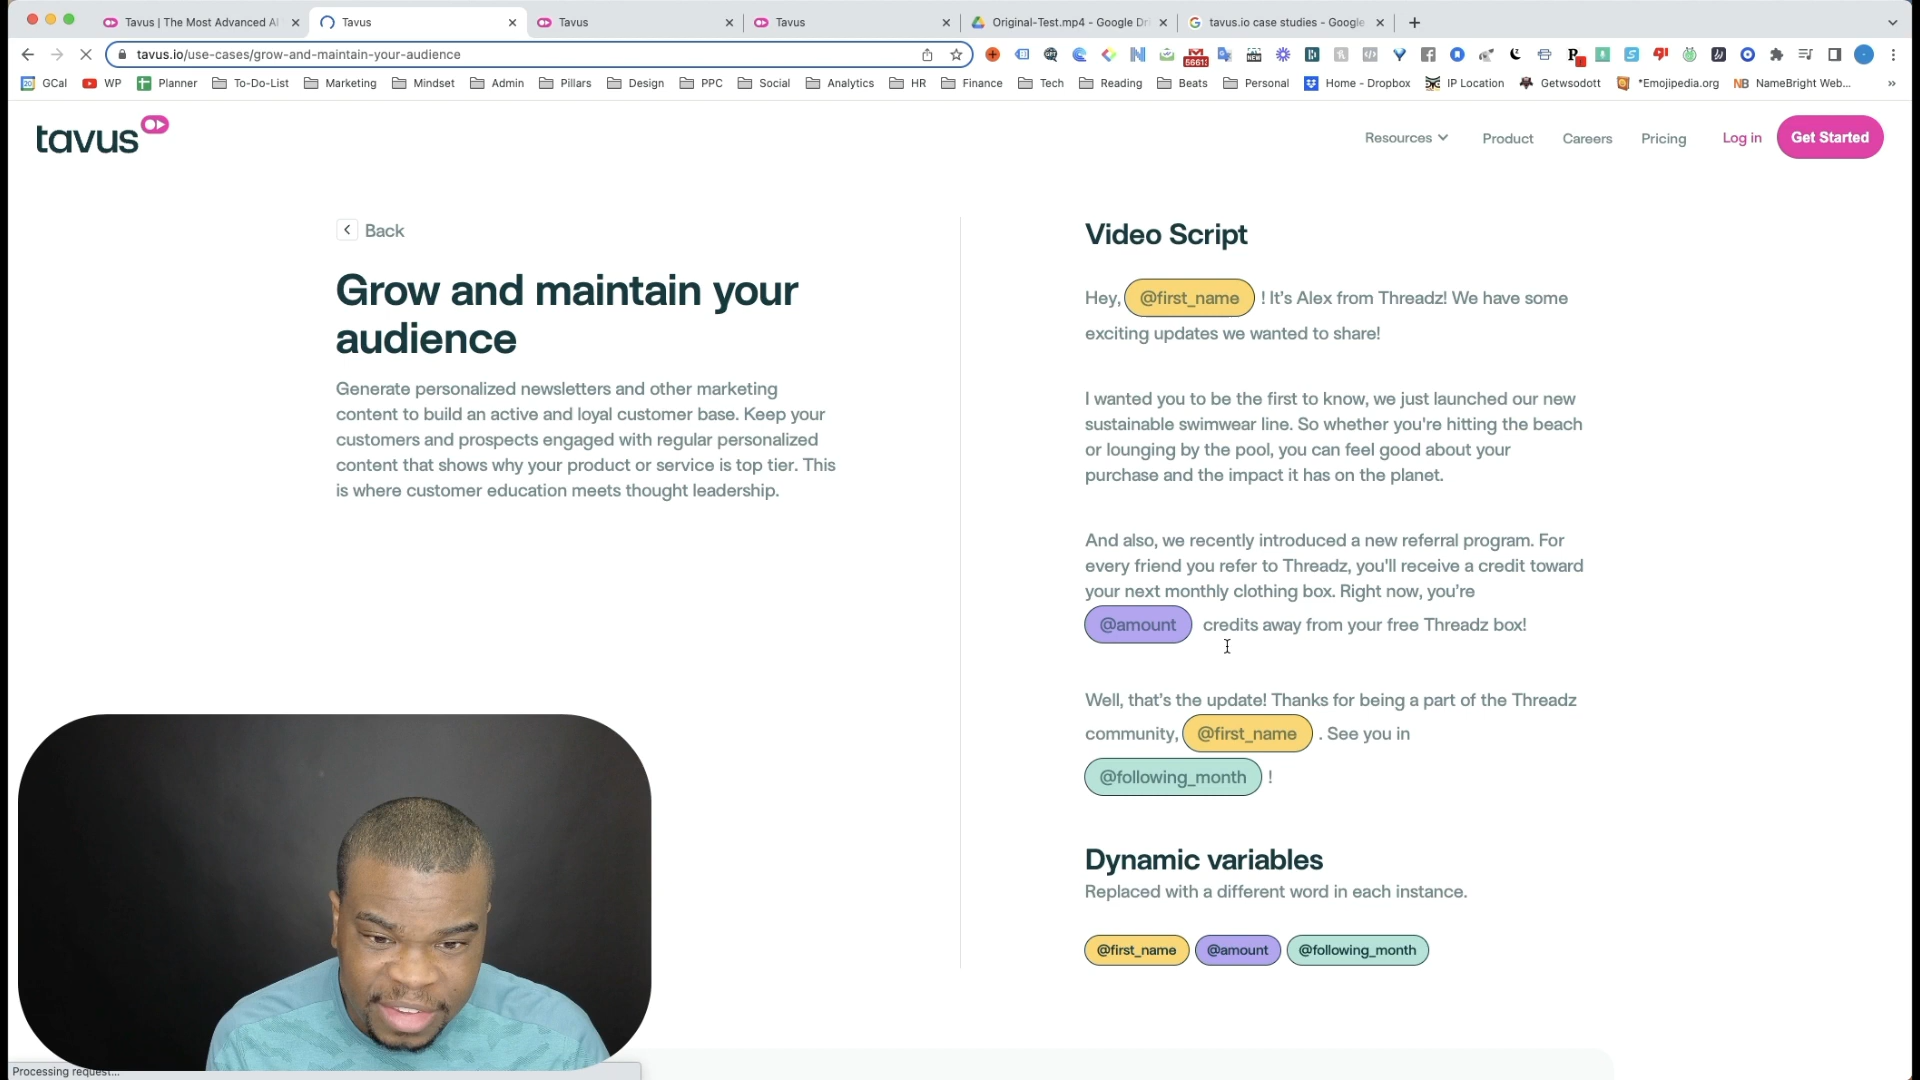 Tavus | The Most Advanced AI
Tavus
Tavus
Tavus
Original-Test.mp4 - Google Dri
tavus.io case studies - Google
tavus.io/use-cases/grow-and-maintain-your-audience
GCal
WP
Planner
To-Do-List
Marketing
Mindset
Admin
Pillars
Design
PPC
Social
Analytics
HR
Finance
Tech
Reading
Beats
Personal
Home - Dropbox
IP Location
Getwsodott
*Emojipedia.org
NB NameBright Web...
»
tavus
Resources
Product
Careers
Pricing
Log in
Get Started
Back
Grow and maintain your
audience
Generate personalized newsletters and other marketing
content to build an active and loyal customer base. Keep your
customers and prospects engaged with regular personalized
content that shows why your product or service is top tier. This
is where customer education meets thought leadership.
Video Script
Hey, @first_name ! It's Alex from Threadz! We have some
exciting updates we wanted to share!
I wanted you to be the first to know, we just launched our new
sustainable swimwear line. So whether you're hitting the beach
or lounging by the pool, you can feel good about your
purchase and the impact it has on the planet.
And also, we recently introduced a new referral program. For
every friend you refer to Threadz, you'll receive a credit toward
your next monthly clothing box. Right now, you're
@amount credits away from your free Threadz box!
Well, that's the update! Thanks for being a part of the Threadz
community, @first_name . See you in
@following_month !
Dynamic variables
Replaced with a different word in each instance.
@first_name @amount @following_month
Processing request...